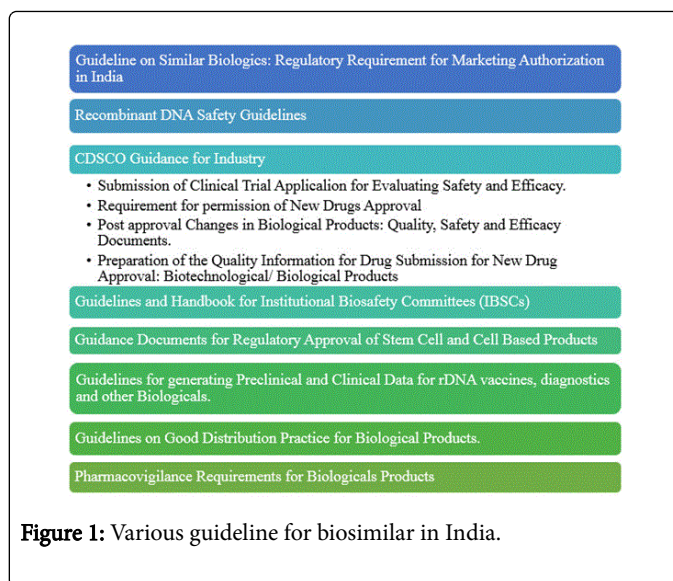 Guideline on Similar Biologics: Regulatory Requirement for Marketing Authorization
in India
Recombinant DNA Safety Guidelines
CDSCO Guidance for Industry
• Submission of Clinical Trial Applicalion for Evaluating Safety and Efficacy.
• Requirement for permission of New Drugs Approval
• Post approval Changes in Biological Products: Quality, Safety and Efficacy
Documents.
• Preparation of the Quality Information for Drug Submission for New Drug
Approval: Biotechnological/ Biological Products
Guidelines and Handbook for Institutional Biosafety Committees (IBSCs)
Guidance Documents for Regulatory Approval of Stem Cell and Cell Based Products
Guidelines for generating Preclinical and Clinical Data for rDNA vaccines, diagnostics
and other Biologicals.
Guidelines on Good Distribution Practice for Biological Products.
Pharmacovigilance Requirements for Biologicals Products
Figure 1: Various guideline for biosimilar in India.